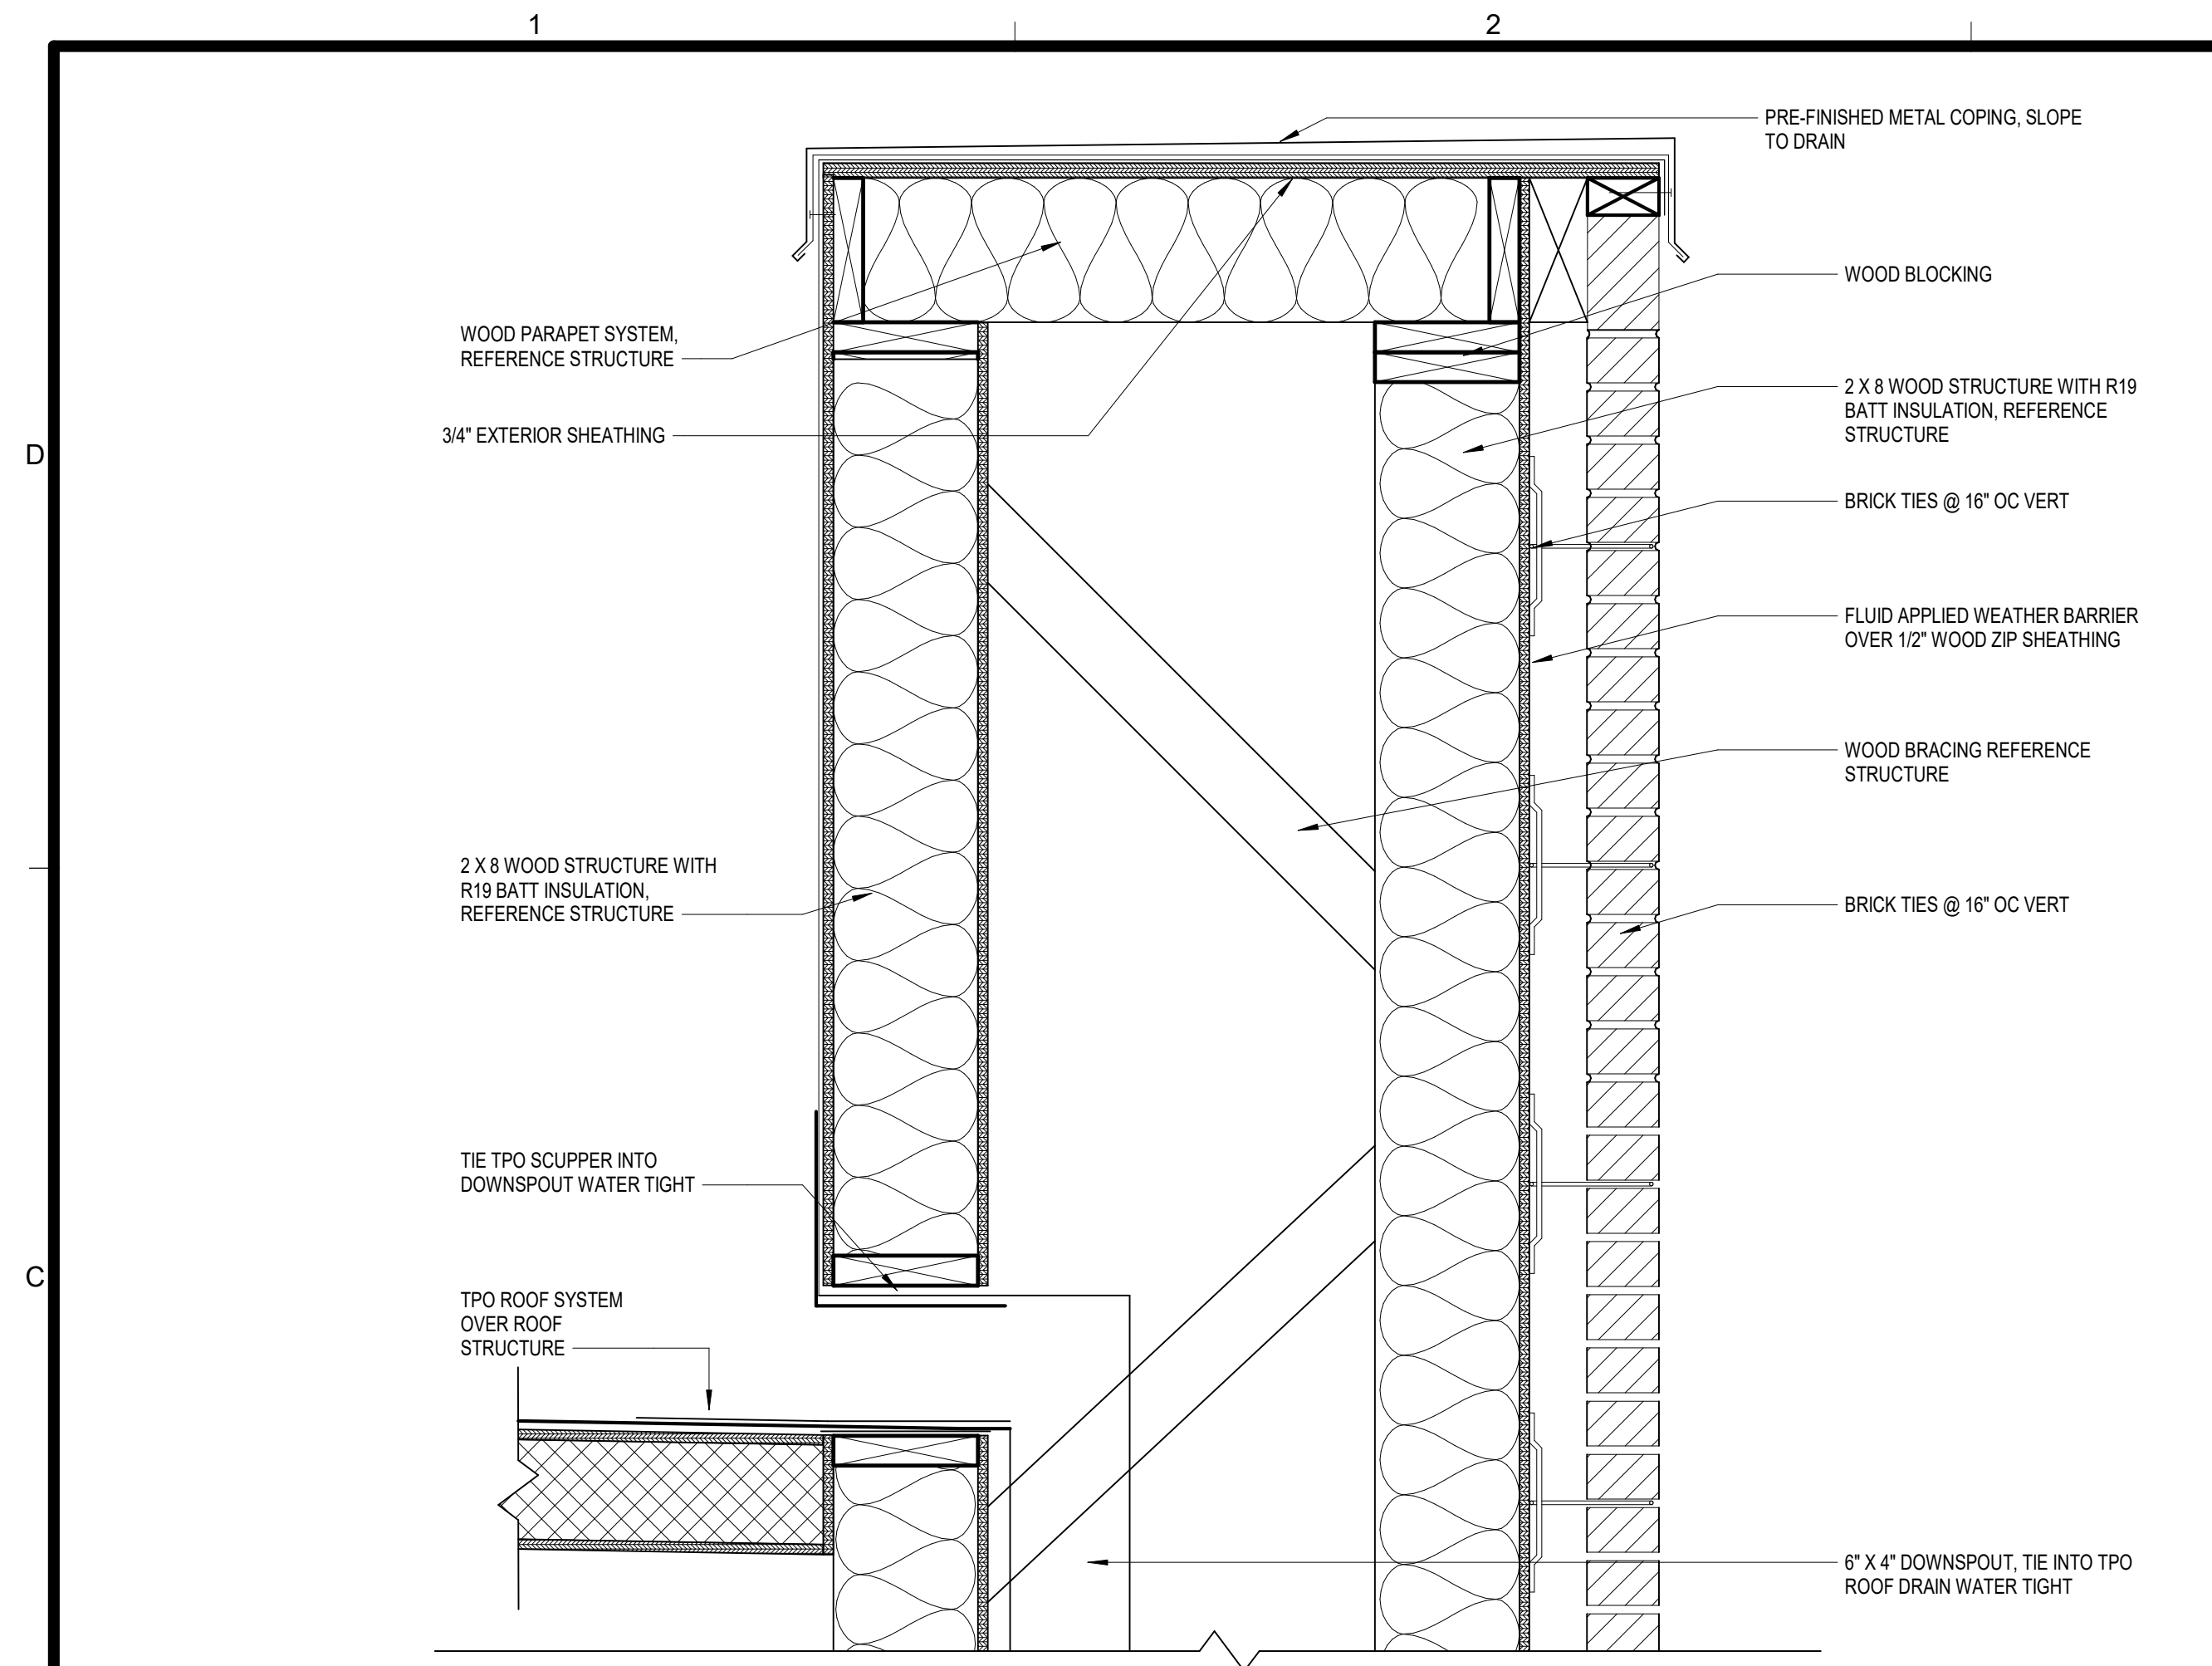 1
2
PRE-FINISHED METAL COPING, SLOPE
TO DRAIN
WOOD BLOCKING
WOOD PARAPET SYSTEM,
REFERENCE STRUCTURE
2 X 8 WOOD STRUCTURE WITH R19
BATT INSULATION, REFERENCE
STRUCTURE
3/4" EXTERIOR SHEATHING
D
BRICK TIES @ 16" OC VERT
FLUID APPLIED WEATHER BARRIER
OVER 1/2" WOOD ZIP SHEATHING
WOOD BRACING REFERENCE
STRUCTURE
2 X 8 WOOD STRUCTURE WITH
R19 BATT INSULATION,
REFERENCE STRUCTURE
BRICK TIES @ 16" OC VERT
TIE TPO SCUPPER INTO
DOWNSPOUT WATER TIGHT
C
TPO ROOF SYSTEM
OVER ROOF
STRUCTURE
6" X 4" DOWNSPOUT, TIE INTO TPO
ROOF DRAIN WATER TIGHT